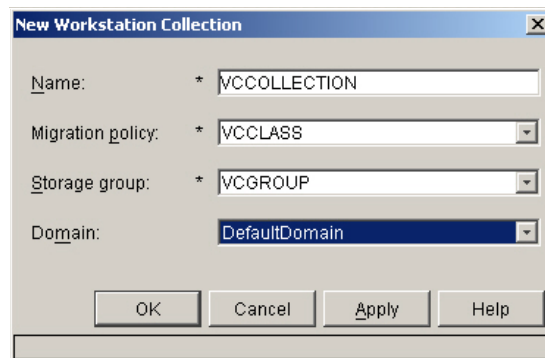 New Workstation Collection
Name: * VCCOLLECTION
Migration policy: * VCCLASS
Storage group: * VCGROUP
Domain: DefaultDomain
OK Cancel Apply Help